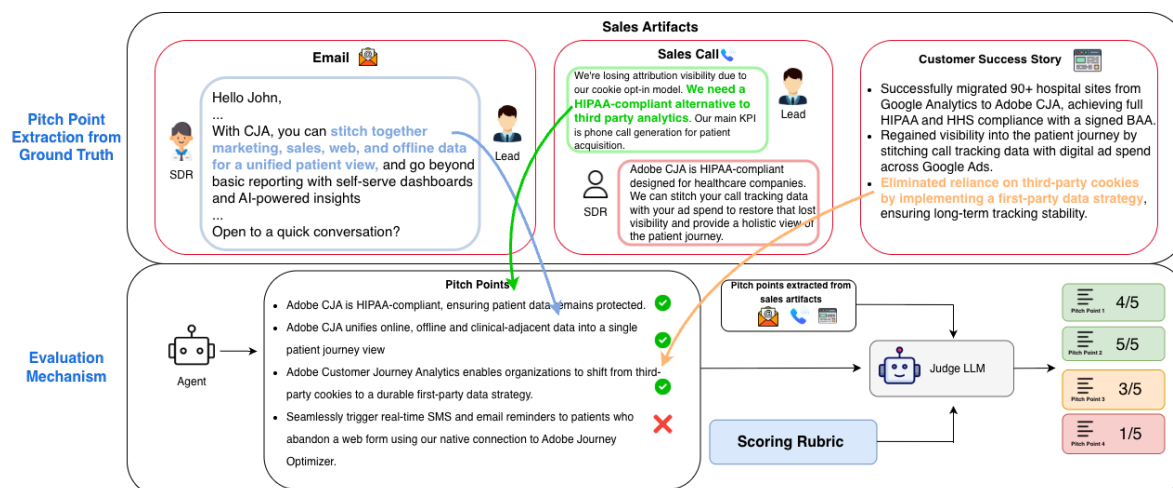 Sales Artifacts
Pitch Point
Extraction from
Ground Truth
Email
SDR
Hello John,
...
With CJA, you can stitch together
marketing, sales, web, and offline data
for a unified patient view, and go beyond
basic reporting with self-serve dashboards
and AI-powered insights
...
Open to a quick conversation?
Lead
Sales Call
We're losing attribution visibility due to
our cookie opt-in model. We need a
HIPAA-compliant alternative to
third party analytics. Our main KPI
is phone call generation for patient
acquisition.
Lead
SDR
Adobe CJA is HIPAA-compliant
designed for healthcare companies.
We can stitch your call tracking data
with your ad spend to restore that lost
visibility and provide a holistic view of
the patient journey.
Customer Success Story
• Successfully migrated 90+ hospital sites from
Google Analytics to Adobe CJA, achieving full
HIPAA and HHS compliance with a signed BAA.
• Regained visibility into the patient journey by
stitching call tracking data with digital ad spend
across Google Ads.
• Eliminated reliance on third-party cookies
by implementing a first-party data strategy,
ensuring long-term tracking stability.
Evaluation
Mechanism
Agent
Pitch Points
• Adobe CJA is HIPAA-compliant, ensuring patient data remains protected.
• Adobe CJA unifies online, offline and clinical-adjacent data into a single
patient journey view
• Adobe Customer Journey Analytics enables organizations to shift from third-
party cookies to a durable first-party data strategy.
• Seamlessly trigger real-time SMS and email reminders to patients who
abandon a web form using our native connection to Adobe Journey
Optimizer.
Pitch points extracted from
sales artifacts
Judge LLM
Scoring Rubric
Pitch Point 1
4/5
Pitch Point 2
5/5
Pitch Point 3
3/5
Pitch Point 4
1/5